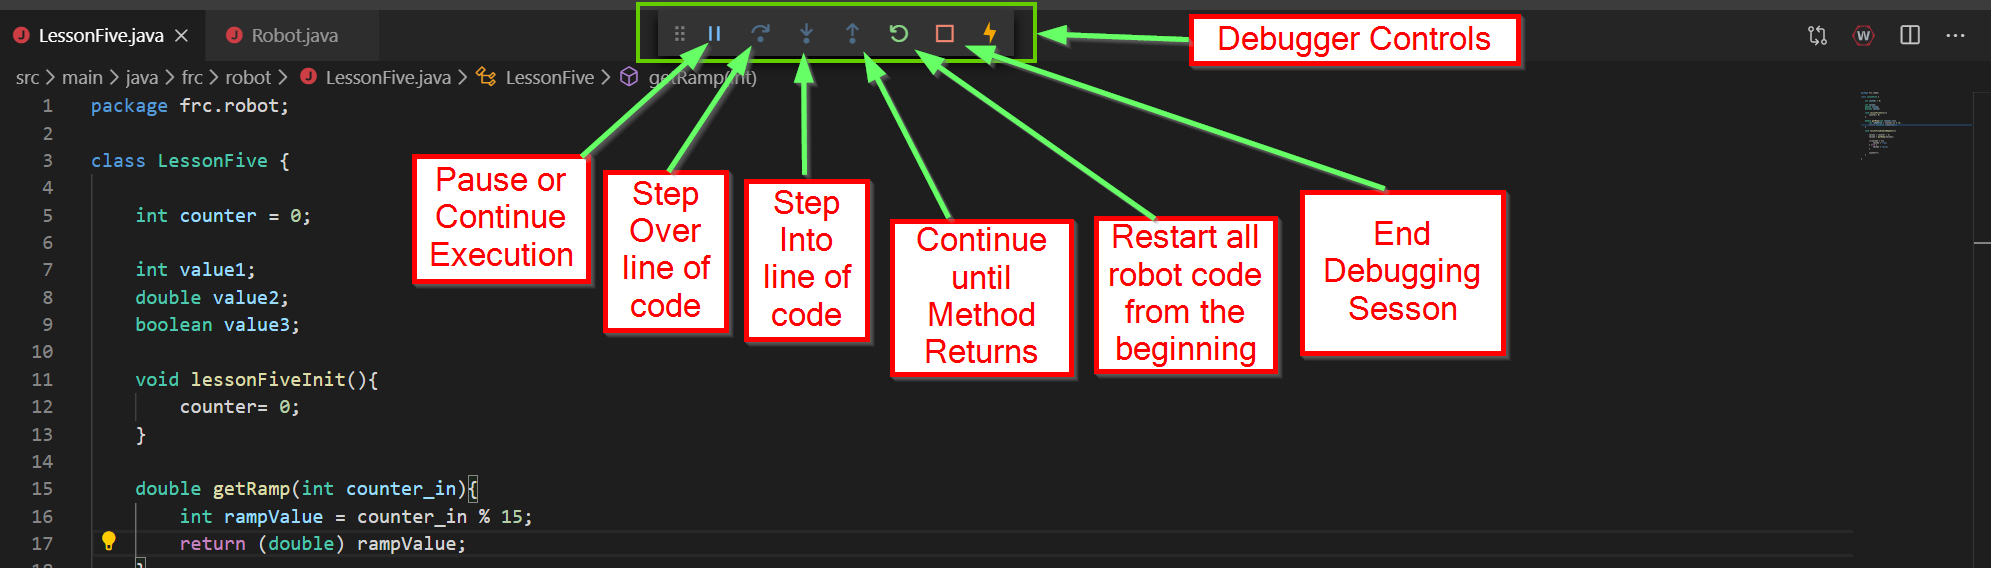 LessonFive.java Robot.java
Debugger Controls
src > main > java > frc > robot > LessonFive.java > LessonFive > getRamp(int)
1 package frc.robot;
2
3 class LessonFive {
4
5 int counter = 0;
6
7 int value1;
8 double value2;
9 boolean value3;
10
11 void lessonFiveInit(){
12 counter= 0;
13 }
14
15 double getRamp(int counter_in){
16 int rampValue = counter_in % 15;
17 return (double) rampValue;
18 }
Pause or
Continue
Execution
Step
Over
line of
code
Step
Into
line of
code
Continue
until
Method
Returns
Restart all
robot code
from the
beginning
End
Debugging
Sesson